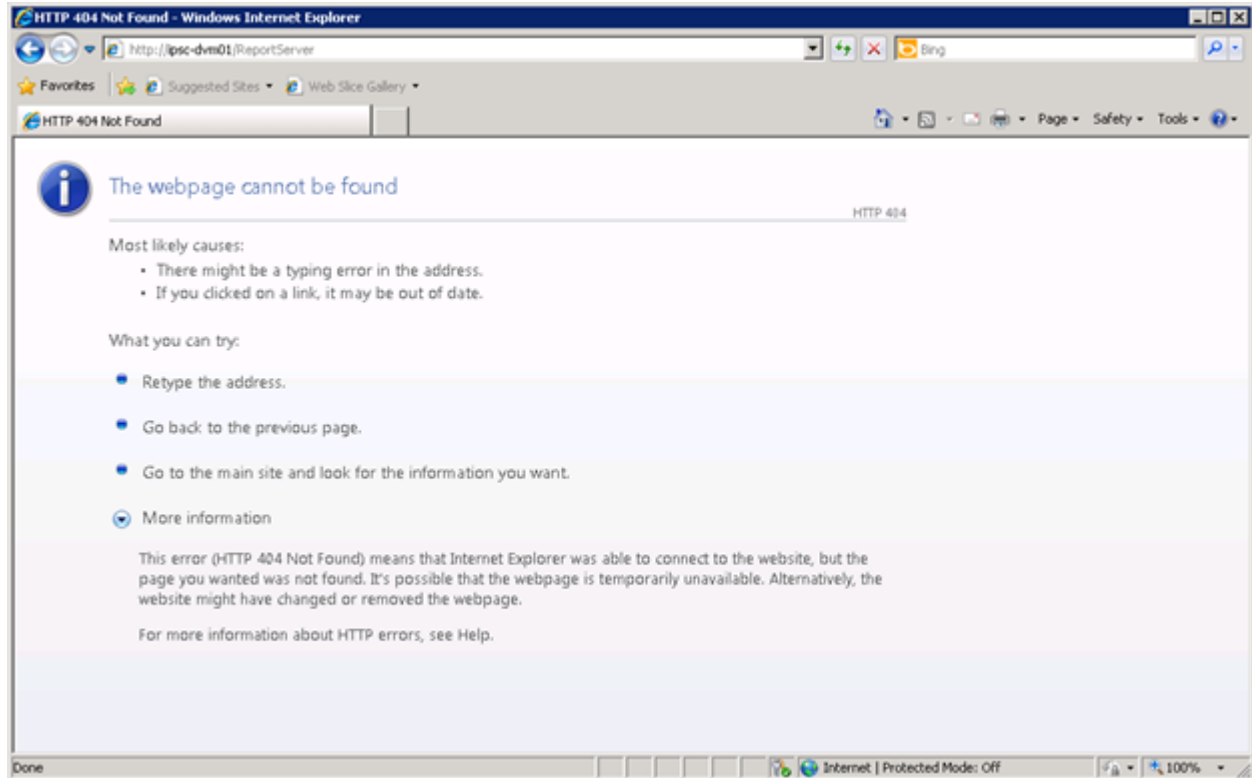 HTTP 404 Not Found - Windows Internet Explorer
http://ipsc-dvm01/ReportServer
Bing
Favorites Suggested Sites Web Slice Gallery
HTTP 404 Not Found
Page Safety Tools
The webpage cannot be found
HTTP 404
Most likely causes:
• There might be a typing error in the address.
• If you clicked on a link, it may be out of date.
What you can try:
Retype the address.
Go back to the previous page.
Go to the main site and look for the information you want.
More information
This error (HTTP 404 Not Found) means that Internet Explorer was able to connect to the website, but the
page you wanted was not found. It's possible that the webpage is temporarily unavailable. Alternatively, the
website might have changed or removed the webpage.
For more information about HTTP errors, see Help.
Done Internet | Protected Mode: Off 100%